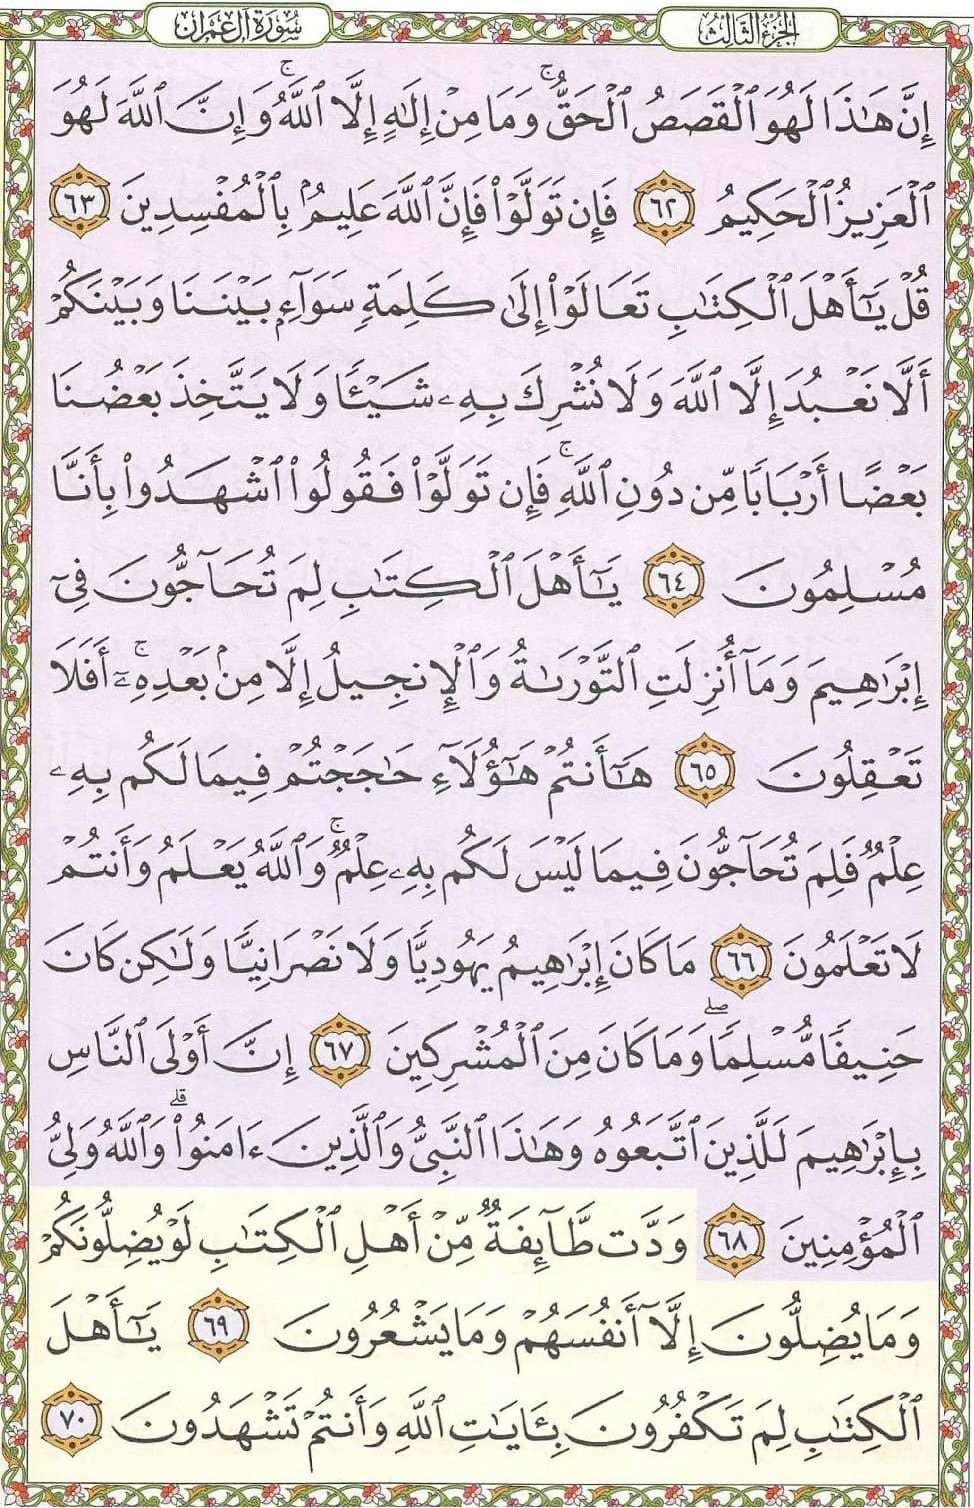 الجزء الثالث
سورة آل عمران
إِنَّ هَٰذَا لَهُوَ ٱلْقَصَصُ ٱلْحَقُّ ۚ وَمَا مِنْ إِلَٰهٍ إِلَّا ٱللَّهُ ۚ وَإِنَّ ٱللَّهَ لَهُوَ
ٱلْعَزِيزُ ٱلْحَكِيمُ ٦٢ فَإِن تَوَلَّوْا۟ فَإِنَّ ٱللَّهَ عَلِيمٌۢ بِٱلْمُفْسِدِينَ ٦٣
قُلْ يَٰٓأَهْلَ ٱلْكِتَٰبِ تَعَالَوْا۟ إِلَىٰ كَلِمَةٍ سَوَآءٍۭ بَيْنَنَا وَبَيْنَكُمْ
أَلَّا نَعْبُدَ إِلَّا ٱللَّهَ وَلَا نُشْرِكَ بِهِۦ شَيْـًٔا وَلَا يَتَّخِذَ بَعْضُنَا
بَعْضًا أَرْبَابًا مِّن دُونِ ٱللَّهِ ۚ فَإِن تَوَلَّوْا۟ فَقُولُوا۟ ٱشْهَدُوا۟ بِأَنَّا
مُسْلِمُونَ ٦٤ يَٰٓأَهْلَ ٱلْكِتَٰبِ لِمَ تُحَآجُّونَ فِىٓ
إِبْرَٰهِيمَ وَمَآ أُنزِلَتِ ٱلتَّوْرَىٰةُ وَٱلْإِنجِيلُ إِلَّا مِنۢ بَعْدِهِۦٓ ۚ أَفَلَا
تَعْقِلُونَ ٦٥ هَٰٓأَنتُمْ هَٰٓؤُلَآءِ حَٰجَجْتُمْ فِيمَا لَكُم بِهِۦ
عِلْمٌ فَلِمَ تُحَآجُّونَ فِيمَا لَيْسَ لَكُم بِهِۦ عِلْمٌ ۚ وَٱللَّهُ يَعْلَمُ وَأَنتُمْ
لَا تَعْلَمُونَ ٦٦ مَا كَانَ إِبْرَٰهِيمُ يَهُودِيًّا وَلَا نَصْرَانِيًّا وَلَٰكِن كَانَ
حَنِيفًا مُّسْلِمًا ۖ وَمَا كَانَ مِنَ ٱلْمُشْرِكِينَ ٦٧ إِنَّ أَوْلَى ٱلنَّاسِ
بِإِبْرَٰهِيمَ لَلَّذِينَ ٱتَّبَعُوهُ وَهَٰذَا ٱلنَّبِىُّ وَٱلَّذِينَ ءَامَنُوا۟ ۗ وَٱللَّهُ وَلِىُّ
ٱلْمُؤْمِنِينَ ٦٨ وَدَّت طَّآئِفَةٌ مِّنْ أَهْلِ ٱلْكِتَٰبِ لَوْ يُضِلُّونَكُمْ
وَمَا يُضِلُّونَ إِلَّآ أَنفُسَهُمْ وَمَا يَشْعُرُونَ ٦٩ يَٰٓأَهْلَ
ٱلْكِتَٰبِ لِمَ تَكْفُرُونَ بِـَٔايَٰتِ ٱللَّهِ وَأَنتُمْ تَشْهَدُونَ ٧٠